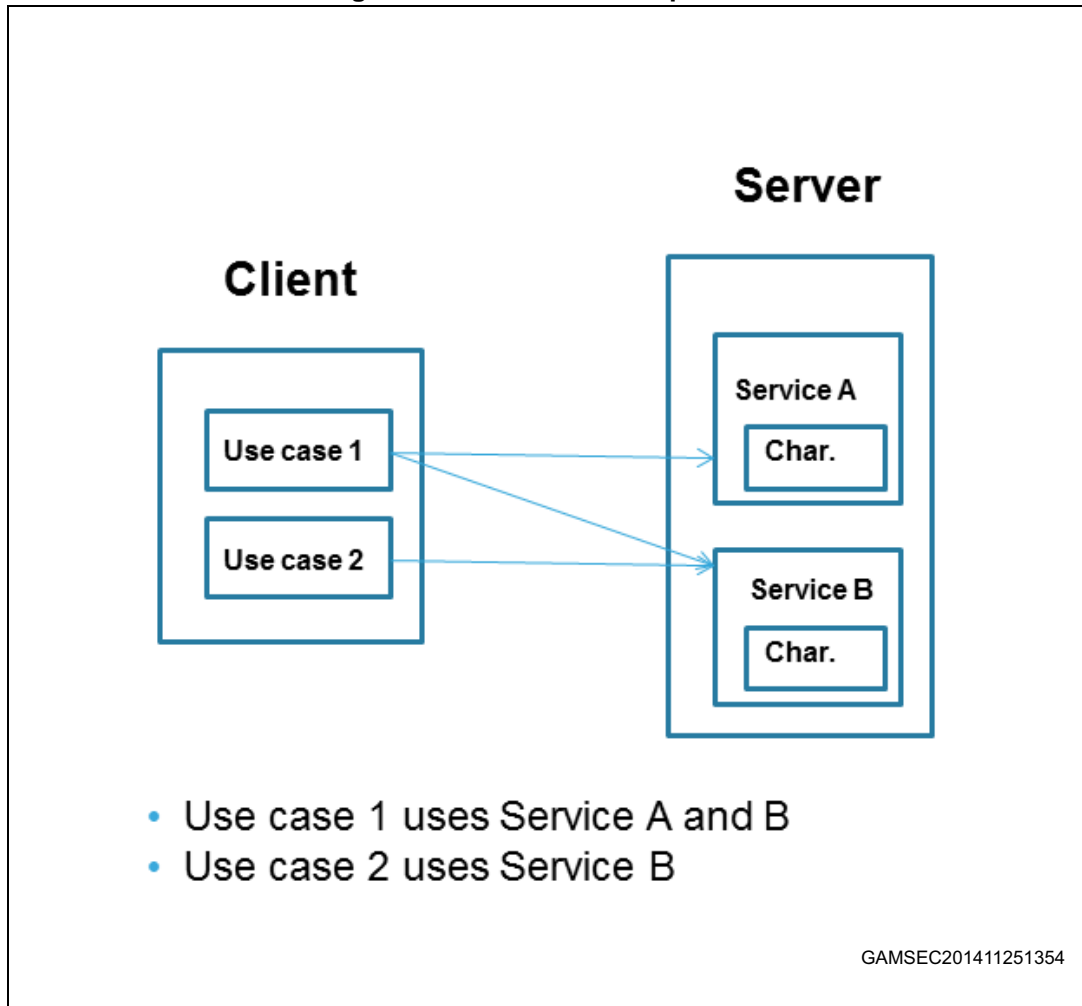 Server
Client
Service A
Char.
Use case 1
Use case 2
Service B
Char.
• Use case 1 uses Service A and B
• Use case 2 uses Service B
GAMSEC201411251354